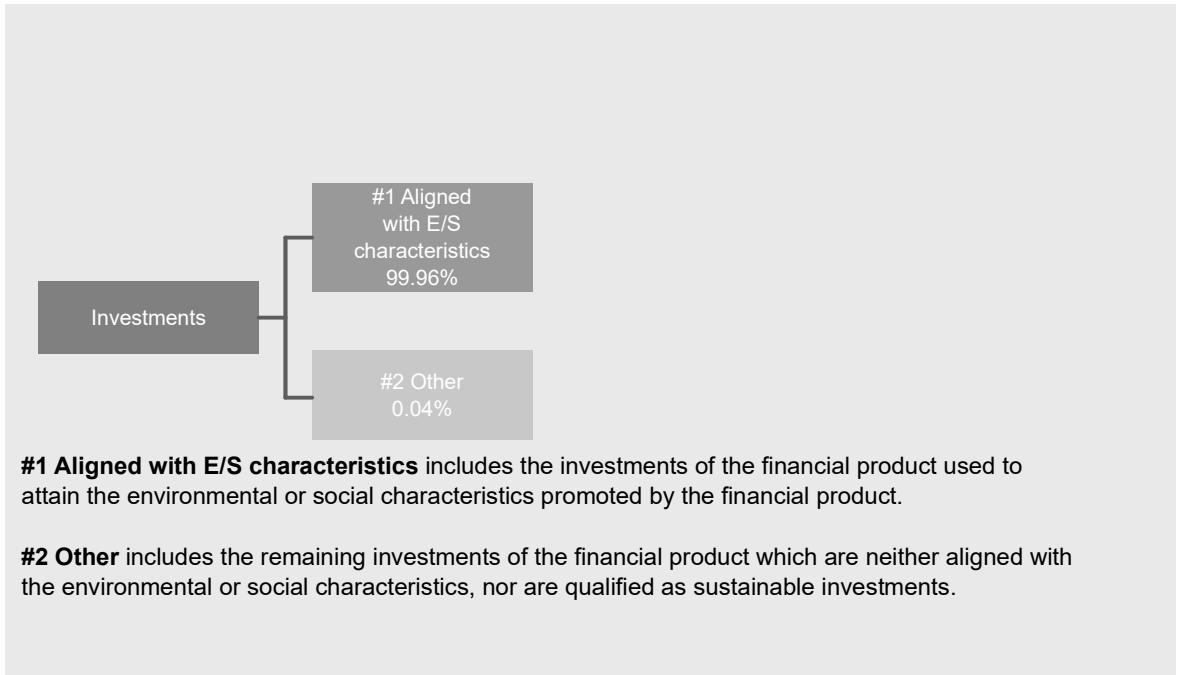 #1 Aligned
with E/S
characteristics
99.96%
Investments
#2 Other
0.04%
#1 Aligned with E/S characteristics includes the investments of the financial product used to
attain the environmental or social characteristics promoted by the financial product.
#2 Other includes the remaining investments of the financial product which are neither aligned with
the environmental or social characteristics, nor are qualified as sustainable investments.